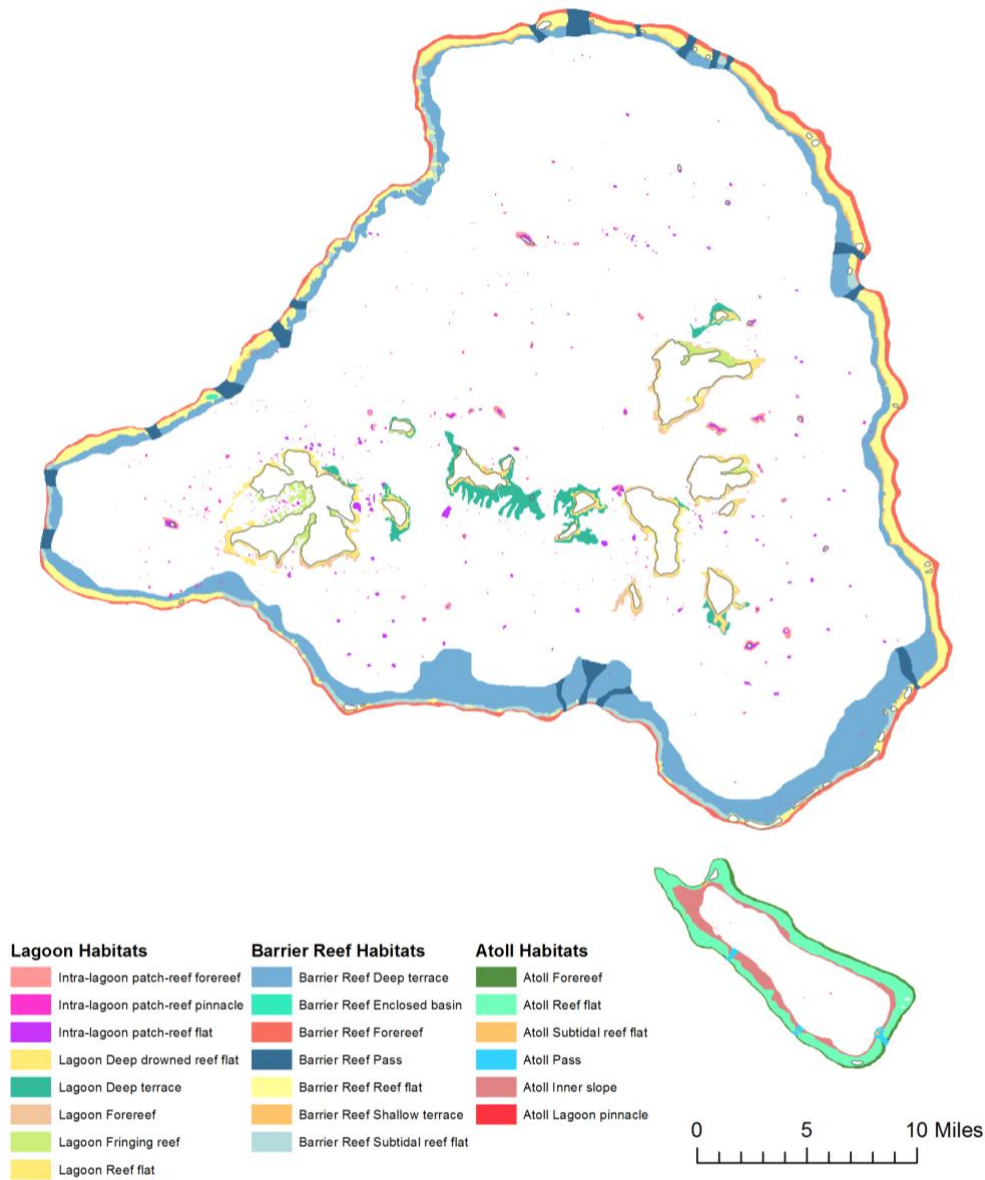 Lagoon Habitats
Intra-lagoon patch-reef forereef
Intra-lagoon patch-reef pinnacle
Intra-lagoon patch-reef flat
Lagoon Deep drowned reef flat
Lagoon Deep terrace
Lagoon Forereef
Lagoon Fringing reef
Lagoon Reef flat
Barrier Reef Habitats
Barrier Reef Deep terrace
Barrier Reef Enclosed basin
Barrier Reef Forereef
Barrier Reef Pass
Barrier Reef Reef flat
Barrier Reef Shallow terrace
Barrier Reef Subtidal reef flat
Atoll Habitats
Atoll Forereef
Atoll Reef flat
Atoll Subtidal reef flat
Atoll Pass
Atoll Inner slope
Atoll Lagoon pinnacle
0 5 10 Miles